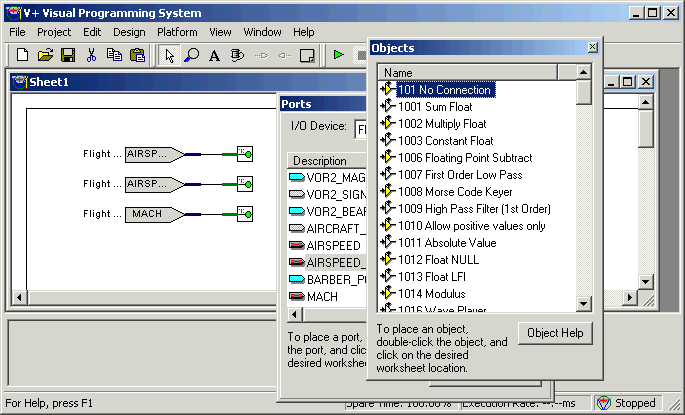 V+ Visual Programming System
File Project Edit Design Platform View Window Help
Sheet1
Flight ... AIRSP...
Flight ... AIRSP...
Flight ... MACH
Ports
I/O Device:
Description
VOR2_MAG
VOR2_SIGN
VOR2_BEAR
AIRCRAFT_
AIRSPEED
AIRSPEED_
BARBER_PO
MACH
To place a port,
the port, and click
desired worksheet
Objects
Name
101 No Connection
1001 Sum Float
1002 Multiply Float
1003 Constant Float
1006 Floating Point Subtract
1007 First Order Low Pass
1008 Morse Code Keyer
1009 High Pass Filter (1st Order)
1010 Allow positive values only
1011 Absolute Value
1012 Float NULL
1013 Float LFI
1014 Modulus
1016 Wave Player
To place an object,
double-click the object, and
click on the desired
worksheet location.
Object Help
For Help, press F1
Spare Time: 100.00% Execution Rate: --.--ms Stopped